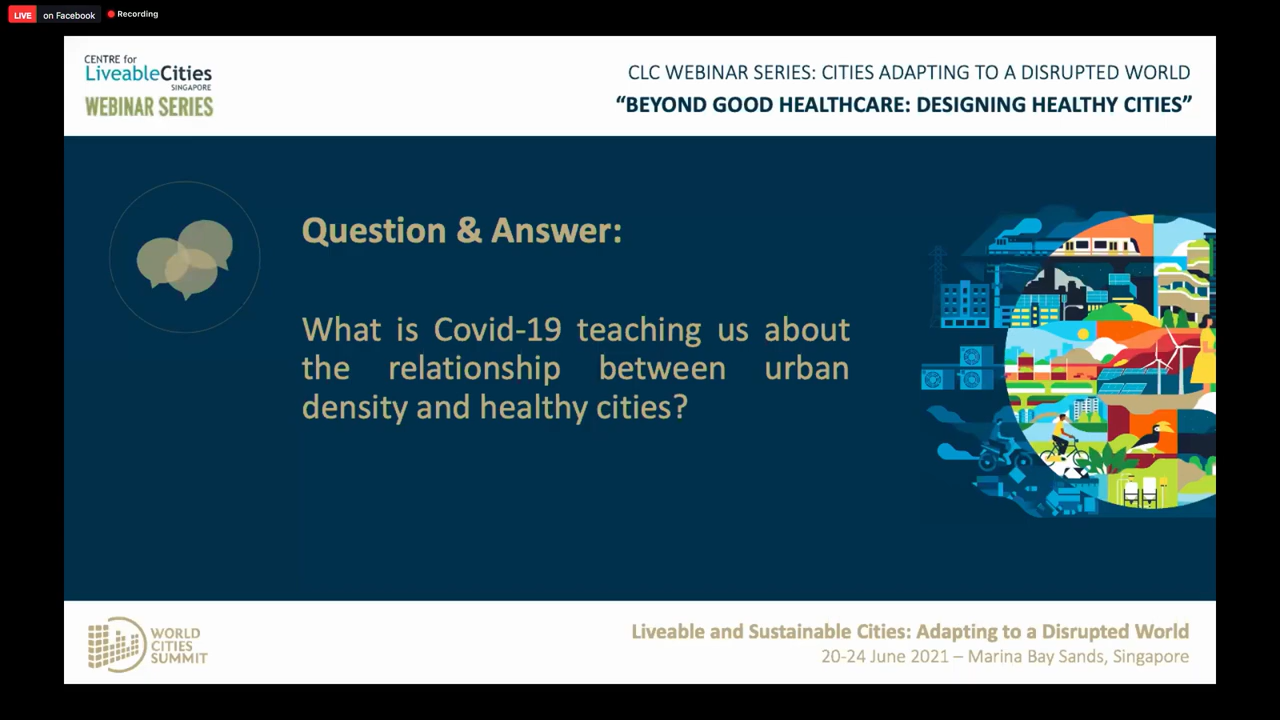 LIVE on Facebook Recording
CENTRE for
LiveableCities
SINGAPORE
WEBINAR SERIES
CLC WEBINAR SERIES: CITIES ADAPTING TO A DISRUPTED WORLD
“BEYOND GOOD HEALTHCARE: DESIGNING HEALTHY CITIES”
Question & Answer:
What is Covid-19 teaching us about
the relationship between urban
density and healthy cities?
WORLD
CITIES
SUMMIT
Liveable and Sustainable Cities: Adapting to a Disrupted World
20-24 June 2021 – Marina Bay Sands, Singapore